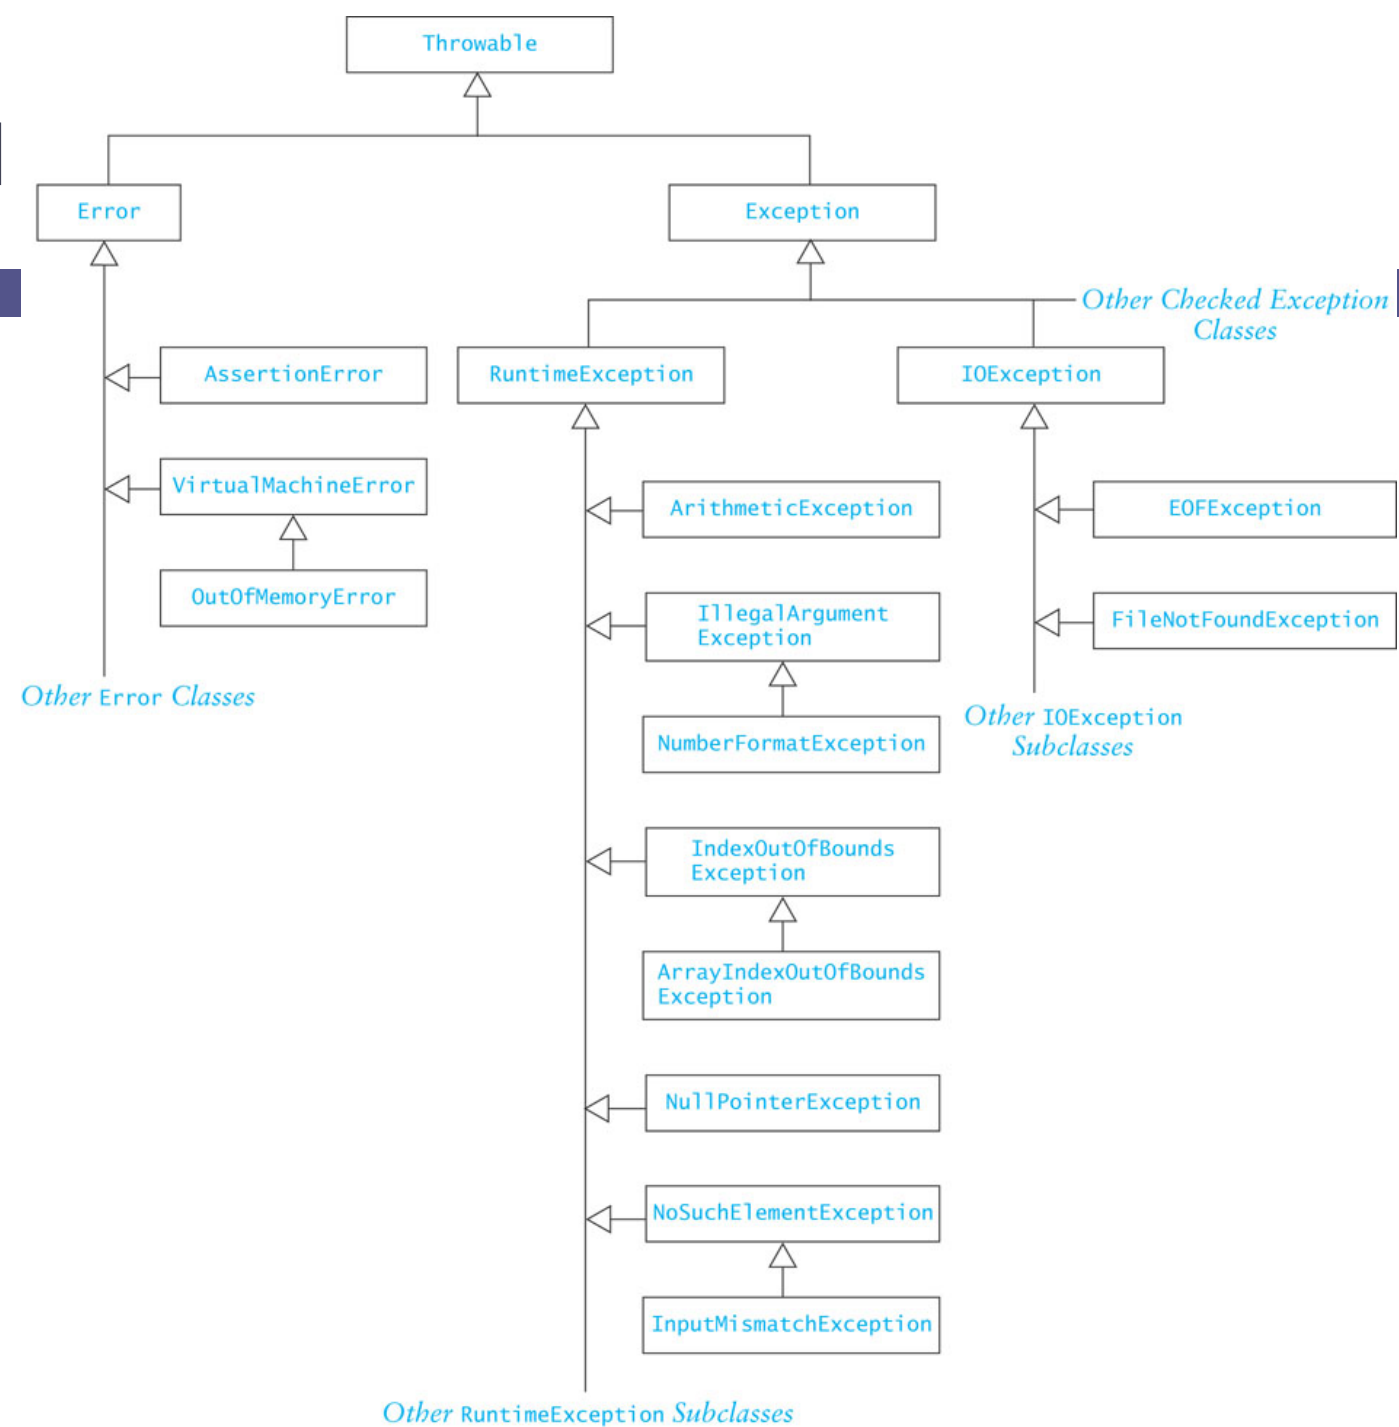 Throwable
Error
Exception
Other Checked Exception
Classes
AssertionError
RuntimeException
IOException
VirtualMachineError
ArithmeticException
EOFException
OutOfMemoryError
IllegalArgument
Exception
FileNotFoundException
Other Error Classes
NumberFormatException
Other IOException
Subclasses
IndexOutOfBounds
Exception
ArrayIndexOutOfBounds
Exception
NullPointerException
NoSuchElementException
InputMismatchException
Other RuntimeException Subclasses